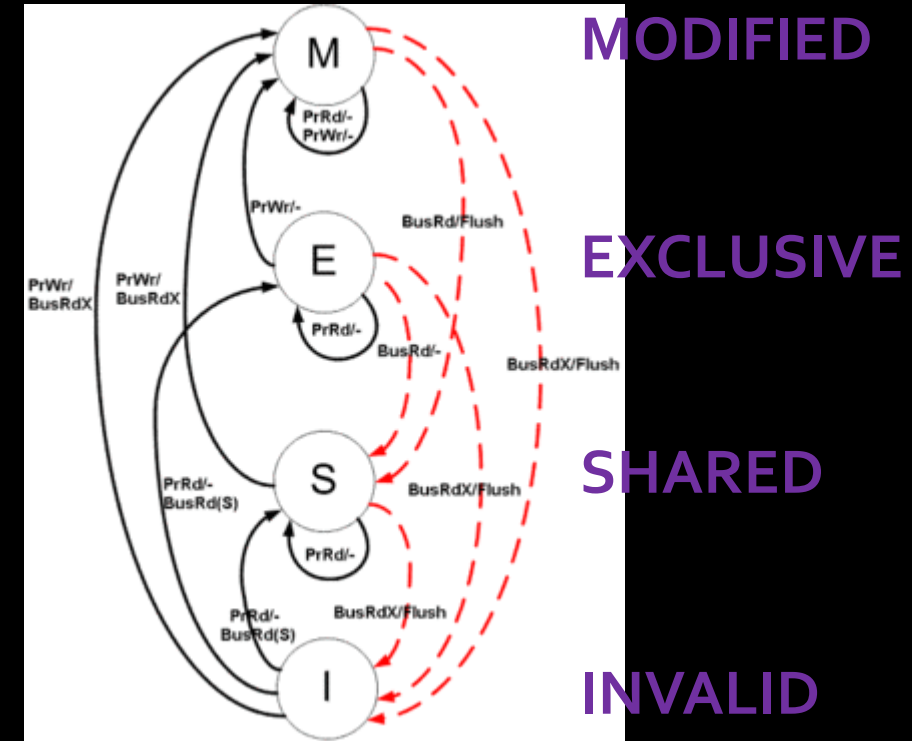 MODIFIED
M
PrRd/-
PrWr/-
PrWr/-
BusRd/Flush
EXCLUSIVE
E
PrWr/
BusRdX
PrWr/
BusRdX
PrRd/-
BusRd/-
BusRdX/Flush
SHARED
S
PrRd/-
BusRd(S)
BusRdX/Flush
PrRd/-
PrRd/-
BusRd(S)
BusRdX/Flush
INVALID
I